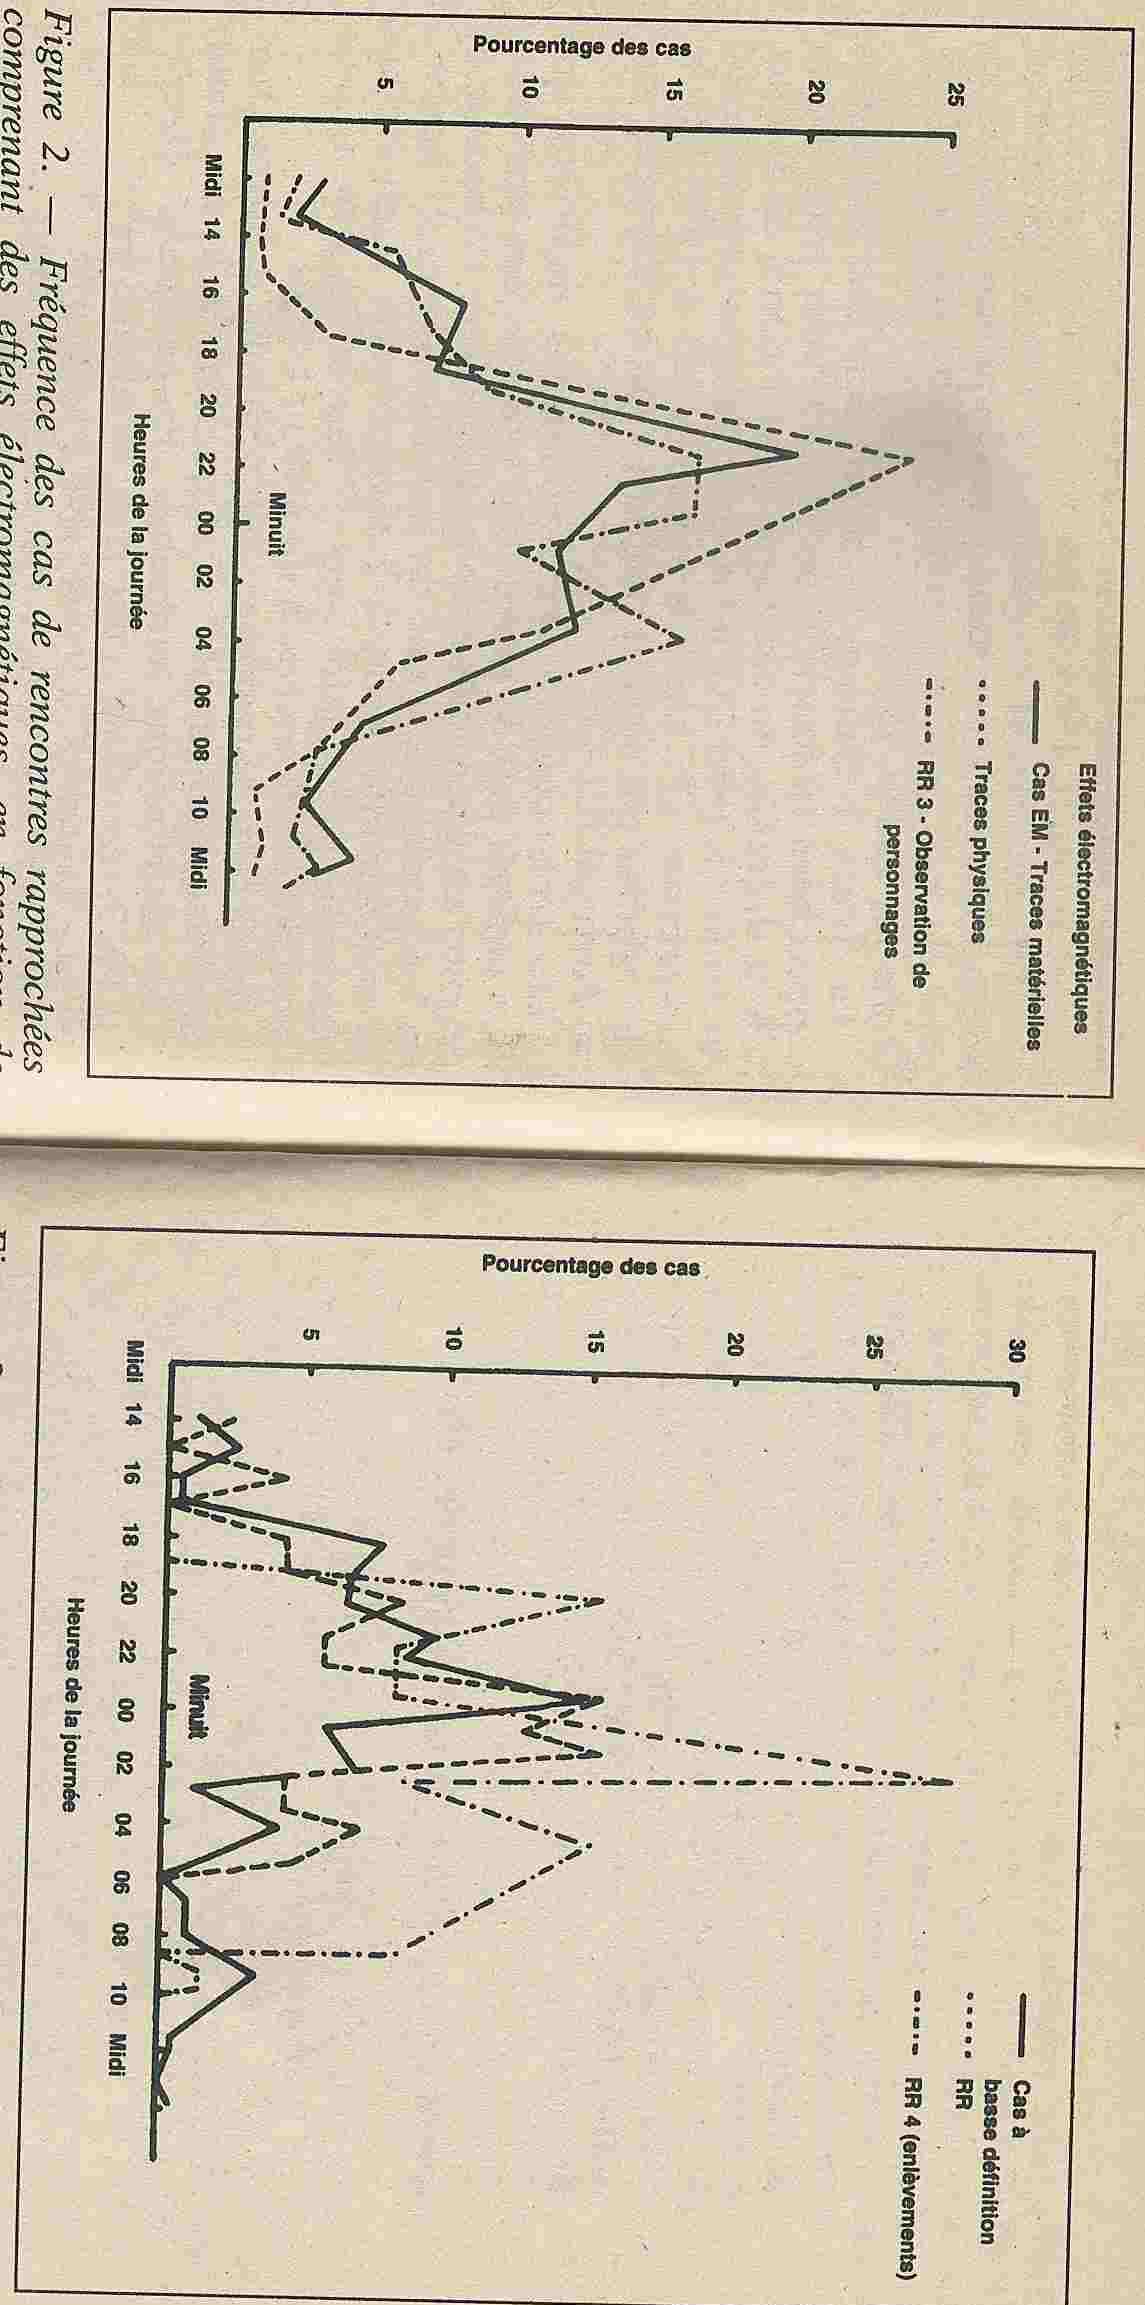 Pourcentage des cas
25
20
15
10
5
Effets électromagnétiques
Cas EM - Traces matérielles
Traces physiques
RR 3 - Observation de
personnages
Minuit
Midi 14 16 18 20 22 00 02 04 06 08 10 Midi
Heures de la journée
Figure 2. — Fréquence des cas de rencontres rapprochées
comprenant des effets électromagnétiques en fonction de
Pourcentage des cas
30
25
20
15
10
5
Cas à
basse définition
RR
RR 4 (enlèvements)
Minuit
Midi 14 16 18 20 22 00 02 04 06 08 10 Midi
Heures de la journée